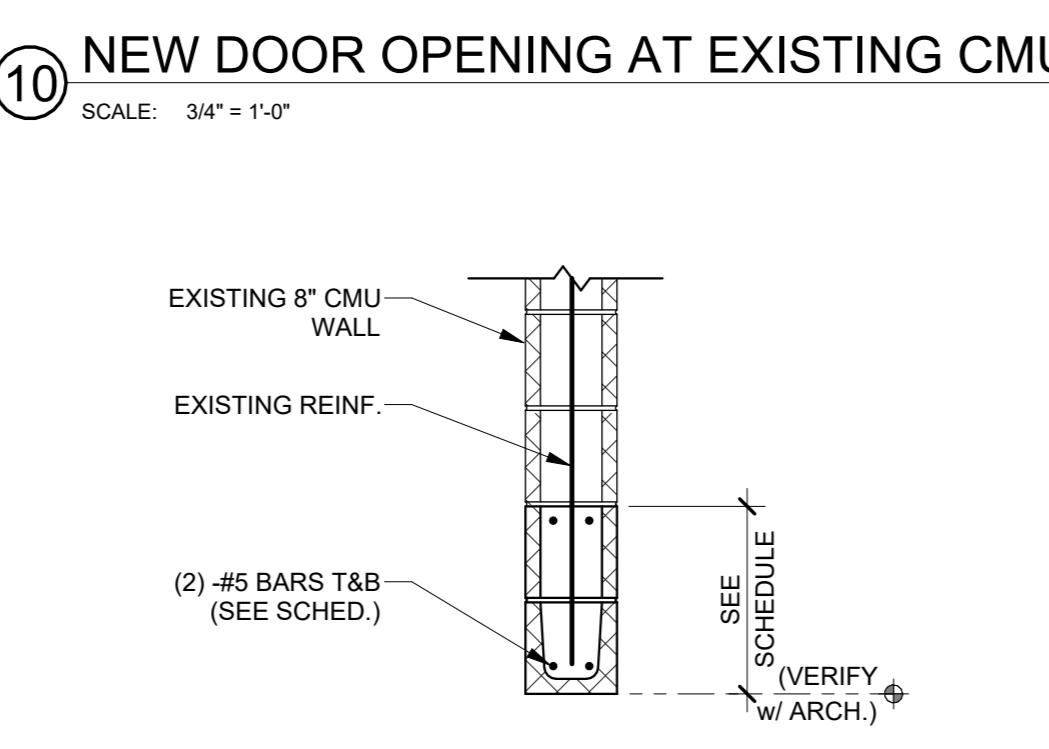 10
NEW DOOR OPENING AT EXISTING CMU
SCALE: 3/4" = 1'-0"
EXISTING 8" CMU
WALL
EXISTING REINF.
(2) -#5 BARS T&B
(SEE SCHED.)
SEE
SCHEDULE
(VERIFY
w/ ARCH.)